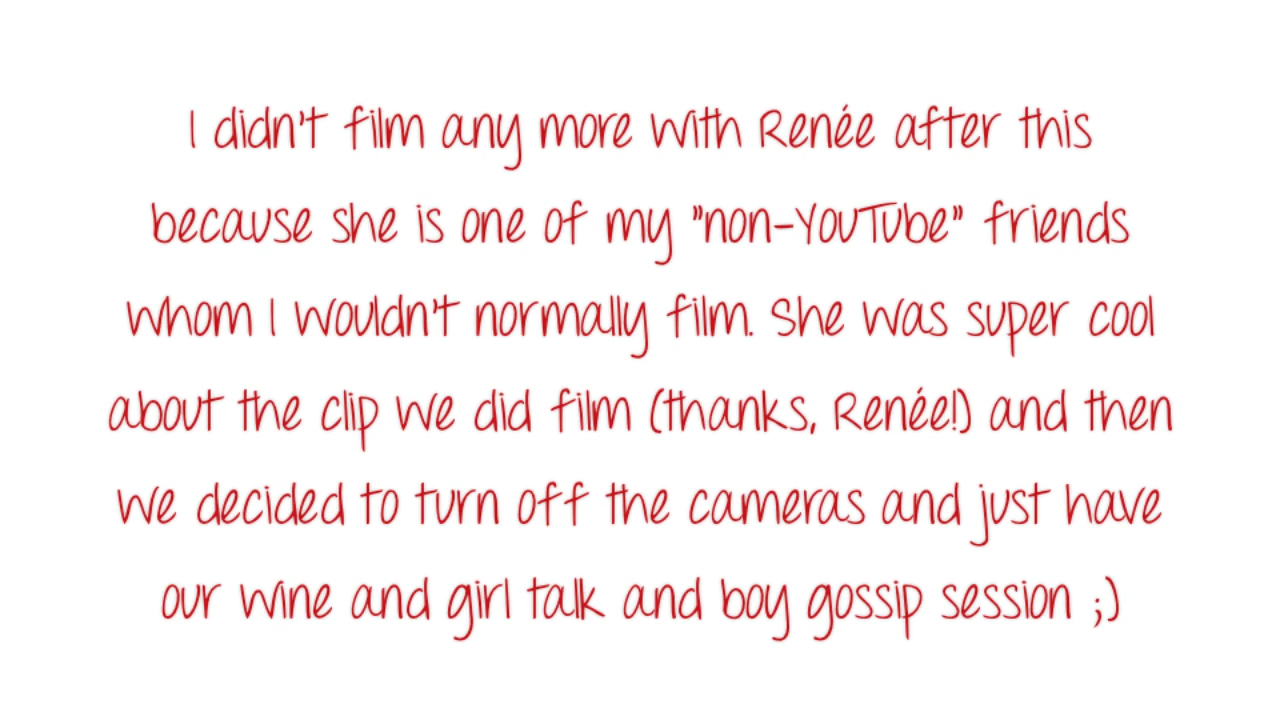 I didn't film any more with Renée after this
because she is one of my "non-YouTube" friends
whom I wouldn't normally film. She was super cool
about the clip we did film (thanks, Renée!) and then
we decided to turn off the cameras and just have
our wine and girl talk and boy gossip session ;)